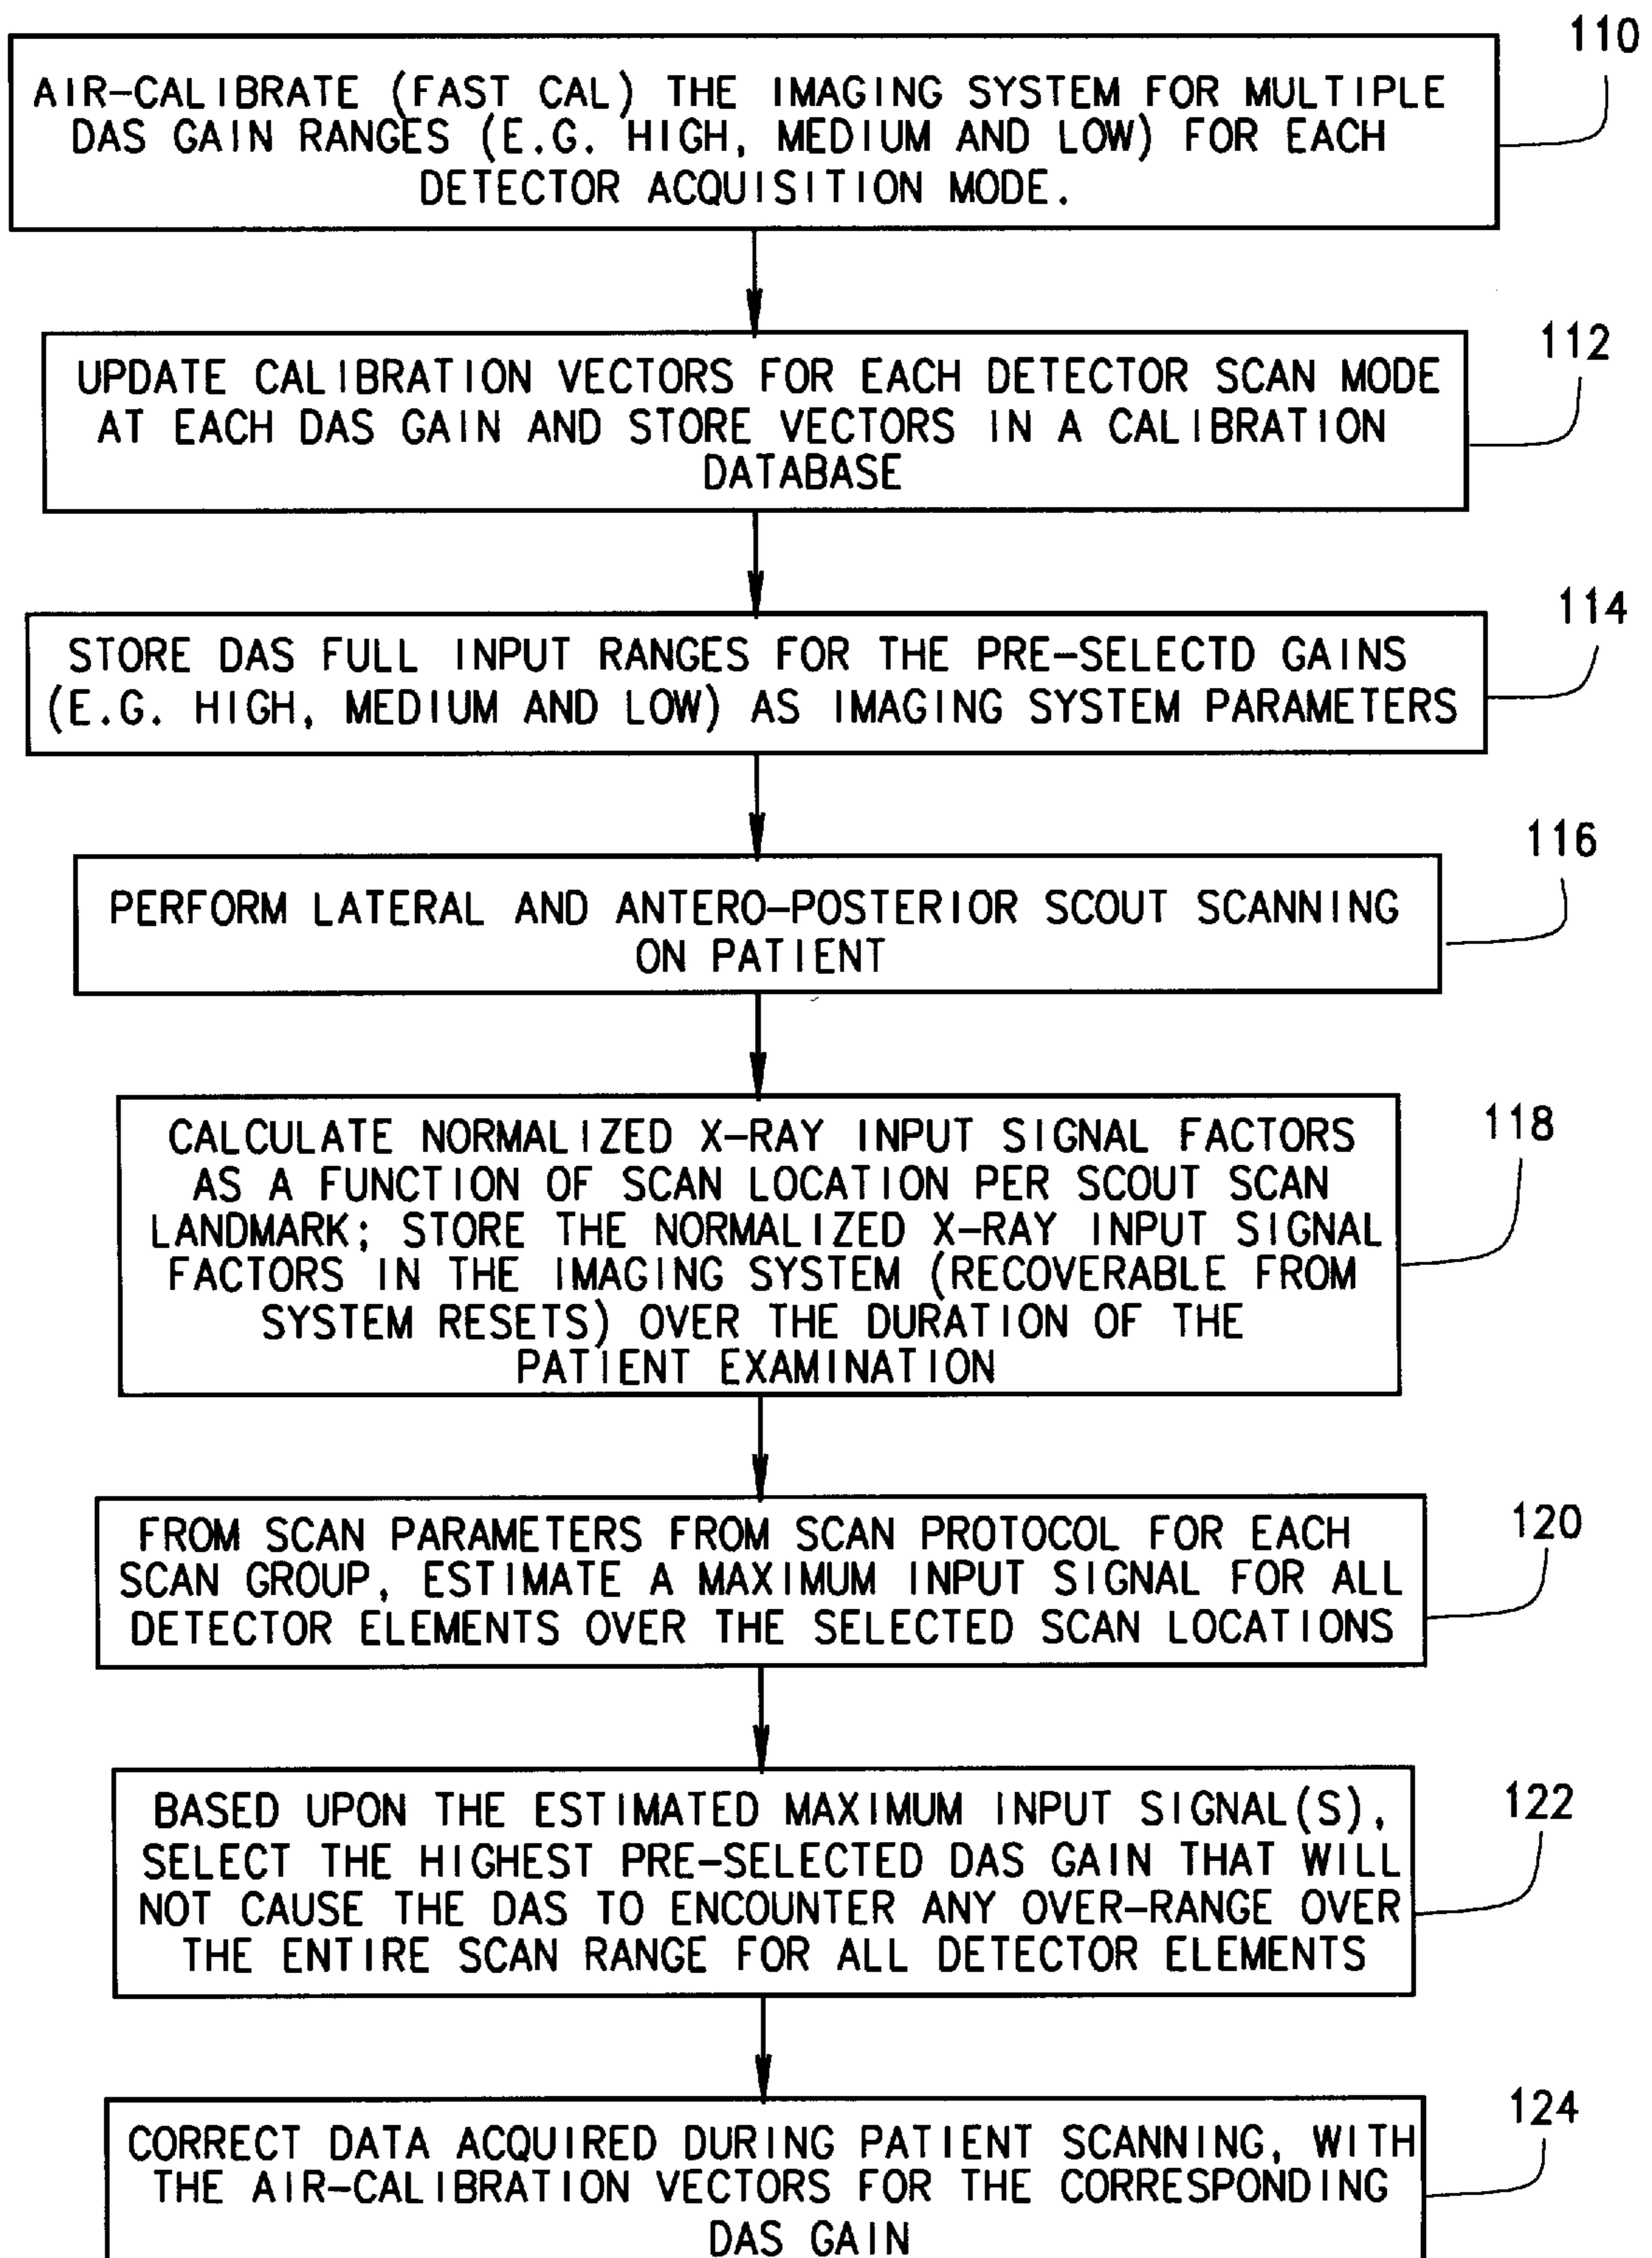 110
AIR-CALIBRATE (FAST CAL) THE IMAGING SYSTEM FOR MULTIPLE
DAS GAIN RANGES (E.G. HIGH, MEDIUM AND LOW) FOR EACH
DETECTOR ACQUISITION MODE.
112
UPDATE CALIBRATION VECTORS FOR EACH DETECTOR SCAN MODE
AT EACH DAS GAIN AND STORE VECTORS IN A CALIBRATION
DATABASE
114
STORE DAS FULL INPUT RANGES FOR THE PRE-SELECTD GAINS
(E.G. HIGH, MEDIUM AND LOW) AS IMAGING SYSTEM PARAMETERS
116
PERFORM LATERAL AND ANTERO-POSTERIOR SCOUT SCANNING
ON PATIENT
118
CALCULATE NORMALIZED X-RAY INPUT SIGNAL FACTORS
AS A FUNCTION OF SCAN LOCATION PER SCOUT SCAN
LANDMARK; STORE THE NORMALIZED X-RAY INPUT SIGNAL
FACTORS IN THE IMAGING SYSTEM (RECOVERABLE FROM
SYSTEM RESETS) OVER THE DURATION OF THE
PATIENT EXAMINATION
120
FROM SCAN PARAMETERS FROM SCAN PROTOCOL FOR EACH
SCAN GROUP, ESTIMATE A MAXIMUM INPUT SIGNAL FOR ALL
DETECTOR ELEMENTS OVER THE SELECTED SCAN LOCATIONS
122
BASED UPON THE ESTIMATED MAXIMUM INPUT SIGNAL(S),
SELECT THE HIGHEST PRE-SELECTED DAS GAIN THAT WILL
NOT CAUSE THE DAS TO ENCOUNTER ANY OVER-RANGE OVER
THE ENTIRE SCAN RANGE FOR ALL DETECTOR ELEMENTS
124
CORRECT DATA ACQUIRED DURING PATIENT SCANNING, WITH
THE AIR-CALIBRATION VECTORS FOR THE CORRESPONDING
DAS GAIN